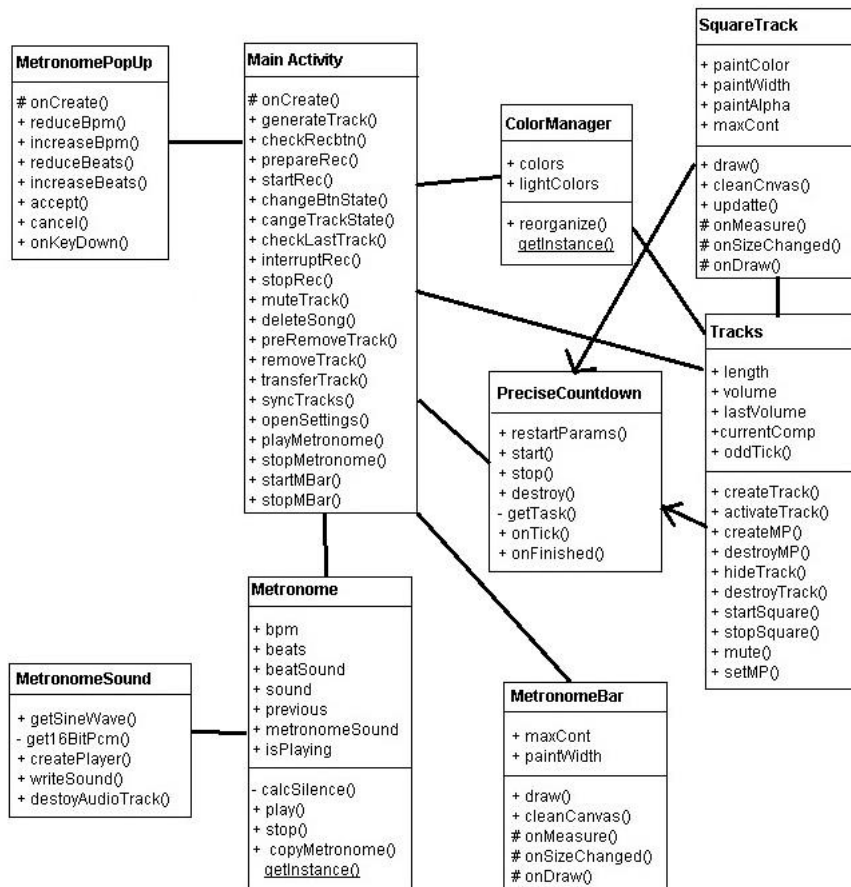 MetronomePopUp
# onCreate()
+ reduceBpm()
+ increaseBpm()
+ reduceBeats()
+ increaseBeats()
+ accept()
+ cancel()
+ onKeyDown()
Main Activity
# onCreate()
+ generateTrack()
+ checkRecbtn()
+ prepareRec()
+ startRec()
+ changeBtnState()
+ cangeTrackState()
+ checkLastTrack()
+ interruptRec()
+ stopRec()
+ muteTrack()
+ deleteSong()
+ preRemoveTrack()
+ removeTrack()
+ transferTrack()
+ syncTracks()
+ openSettings()
+ playMetronome()
+ stopMetronome()
+ startMBar()
+ stopMBar()
ColorManager
+ colors
+ lightColors
+ reorganize()
getInstance()
SquareTrack
+ paintColor
+ paintWidth
+ paintAlpha
+ maxCont
+ draw()
+ cleanCnvas()
+ updatte()
# onMeasure()
# onSizeChanged()
# onDraw()
Tracks
+ length
+ volume
+ lastVolume
+currentComp
+ oddTick()
+ createTrack()
+ activateTrack()
+ createMP()
+ destroyMP()
+ hideTrack()
+ destroyTrack()
+ startSquare()
+ stopSquare()
+ mute()
+ setMP()
PreciseCountdown
+ restartParams()
+ start()
+ stop()
+ destroy()
- getTask()
+ onTick()
+ onFinished()
Metronome
+ bpm
+ beats
+ beatSound
+ sound
+ previous
+ metronomeSound
+ isPlaying
- calcSilence()
+ play()
+ stop()
+ copyMetronome()
getInstance()
MetronomeSound
+ getSineWave()
- get16BitPcm()
+ createPlayer()
+ writeSound()
+ destoyAudioTrack()
MetronomeBar
+ maxCont
+ paintWidth
+ draw()
+ cleanCanvas()
# onMeasure()
# onSizeChanged()
# onDraw()